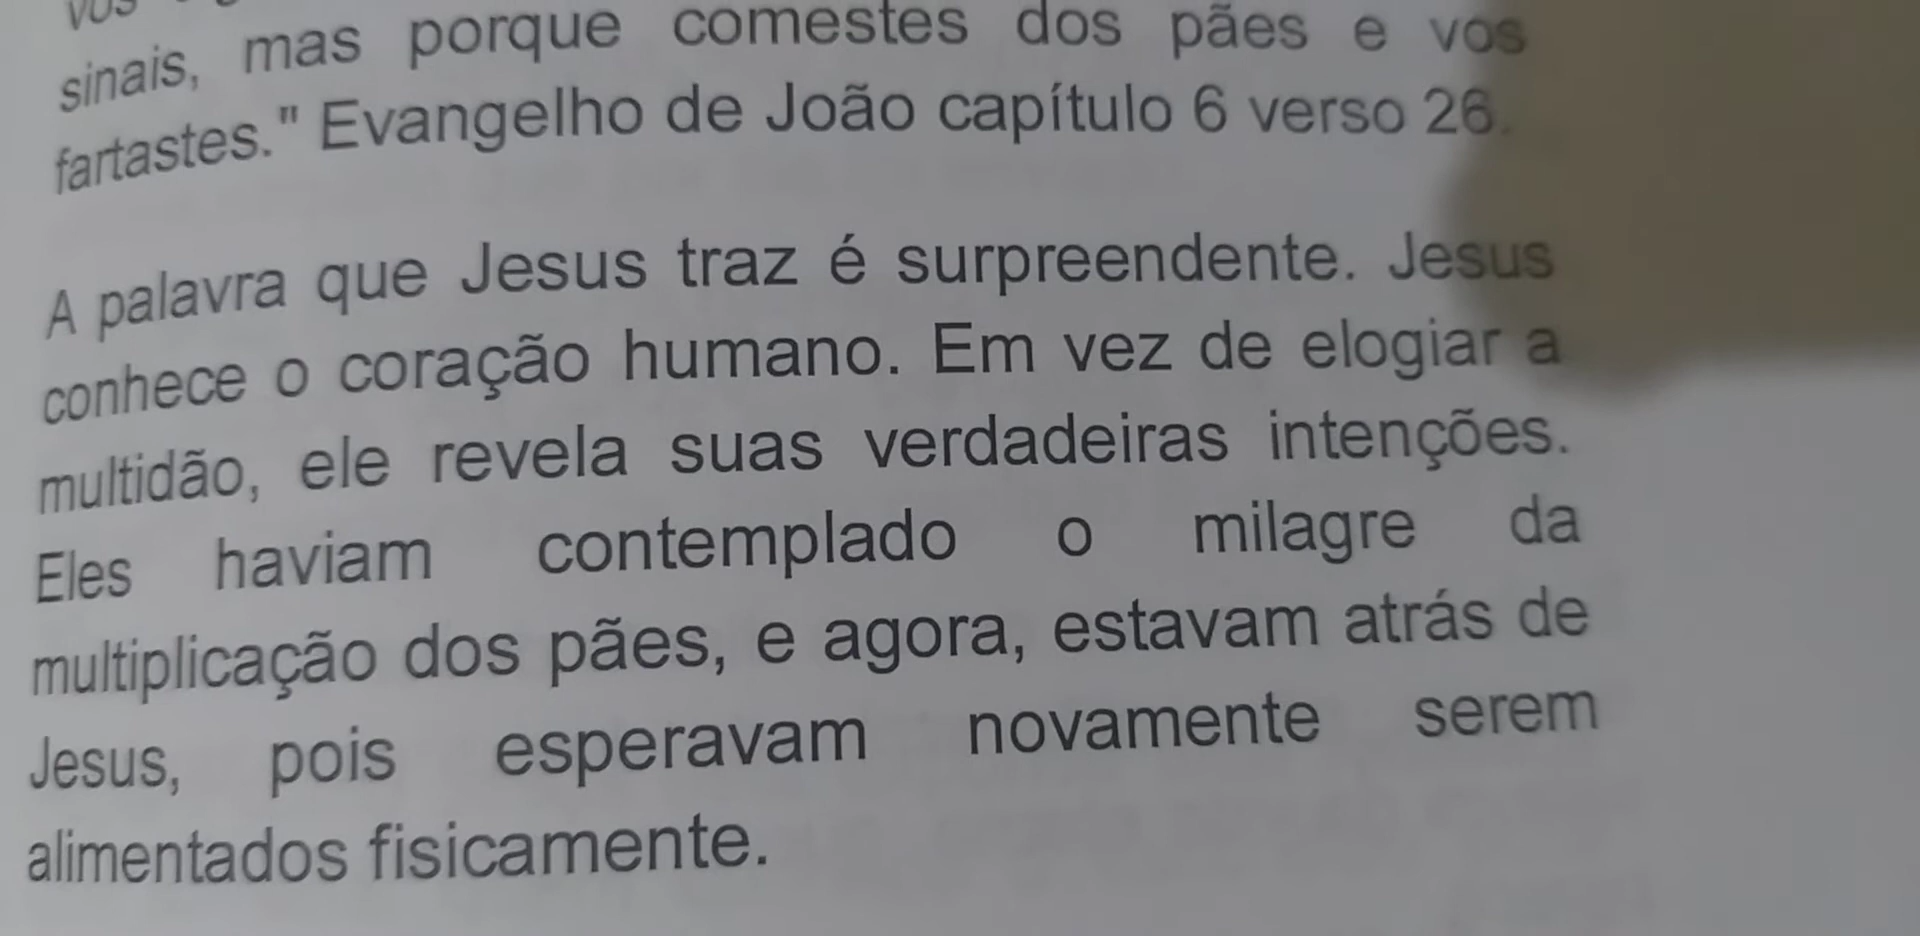 vos
sinais, mas porque comestes dos pães e vos
fartastes." Evangelho de João capítulo 6 verso 26.
A palavra que Jesus traz é surpreendente. Jesus
conhece o coração humano. Em vez de elogiar a
multidão, ele revela suas verdadeiras intenções.
Eles haviam contemplado o milagre da
multiplicação dos pães, e agora, estavam atrás de
Jesus, pois esperavam novamente serem
alimentados fisicamente.